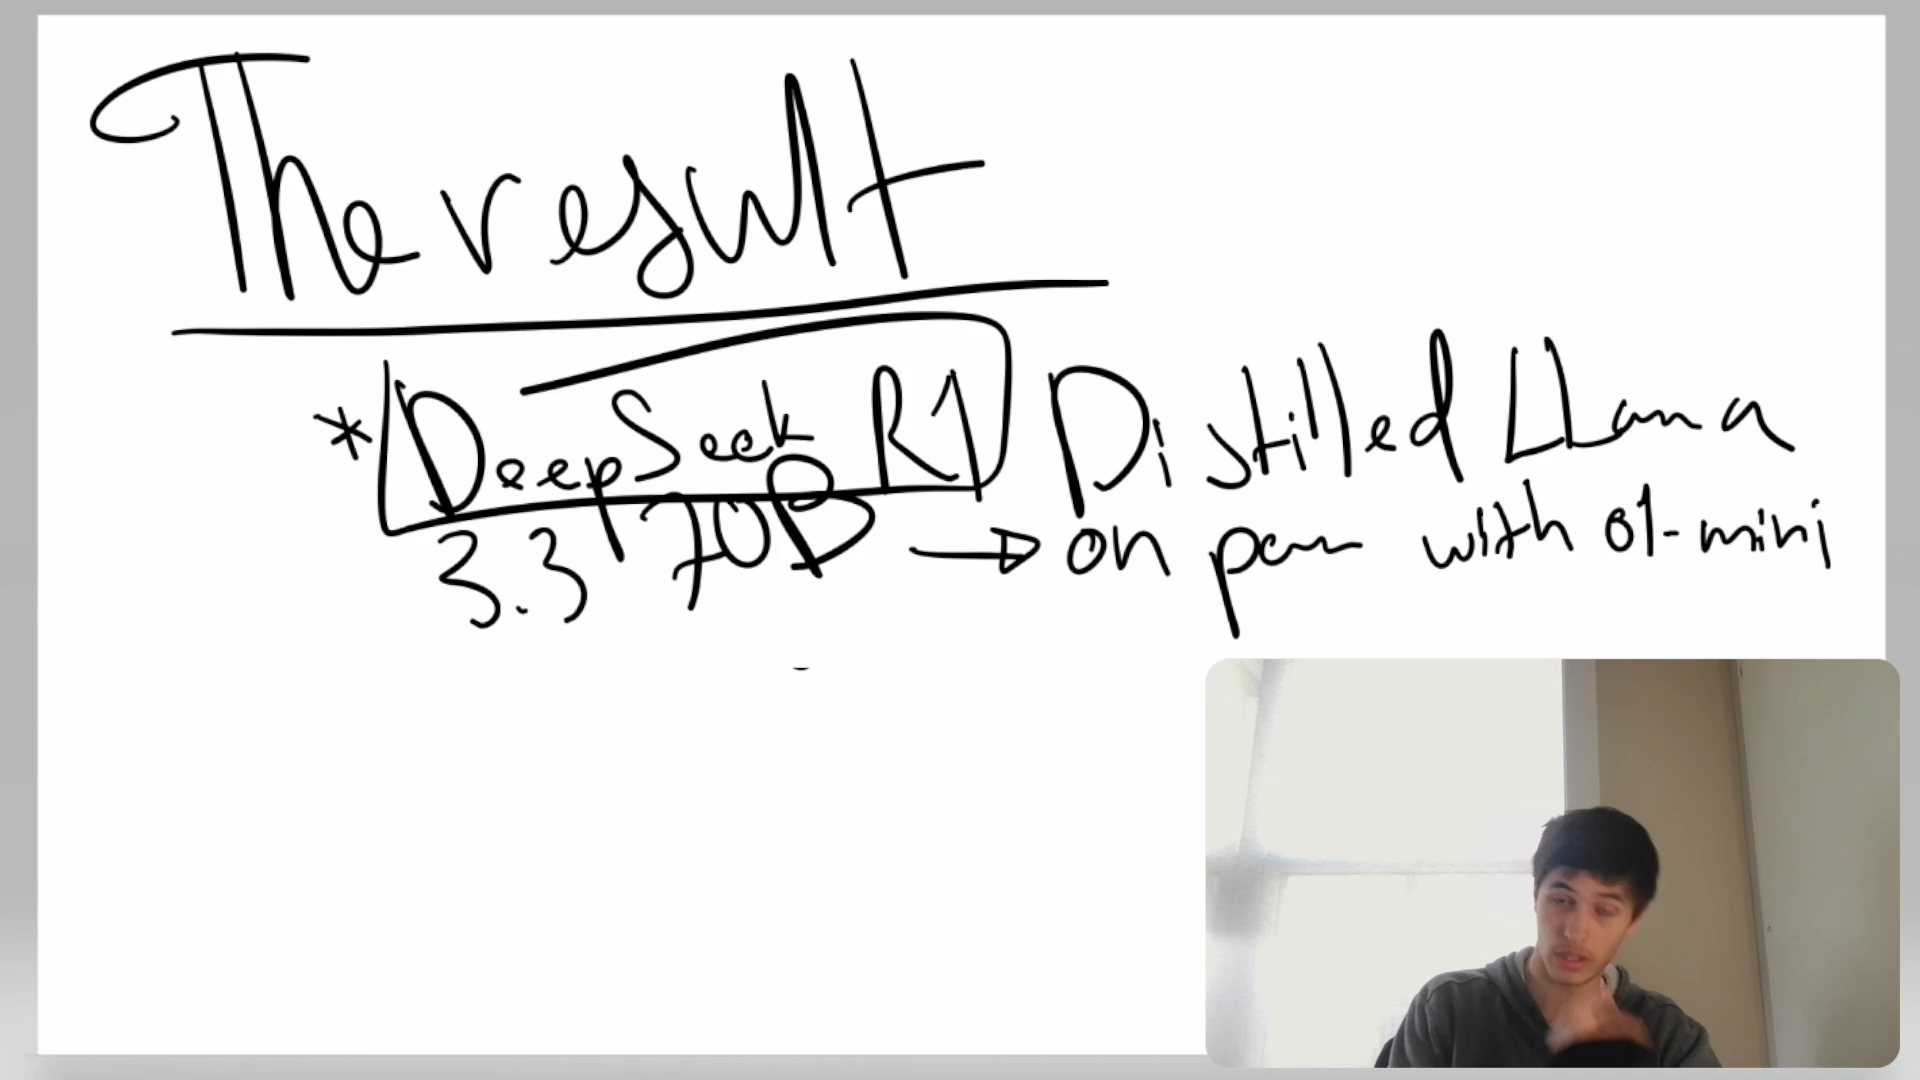 The result
* DeepSeek R1 Distilled Llama
3.3 70B → on par with o1-mini